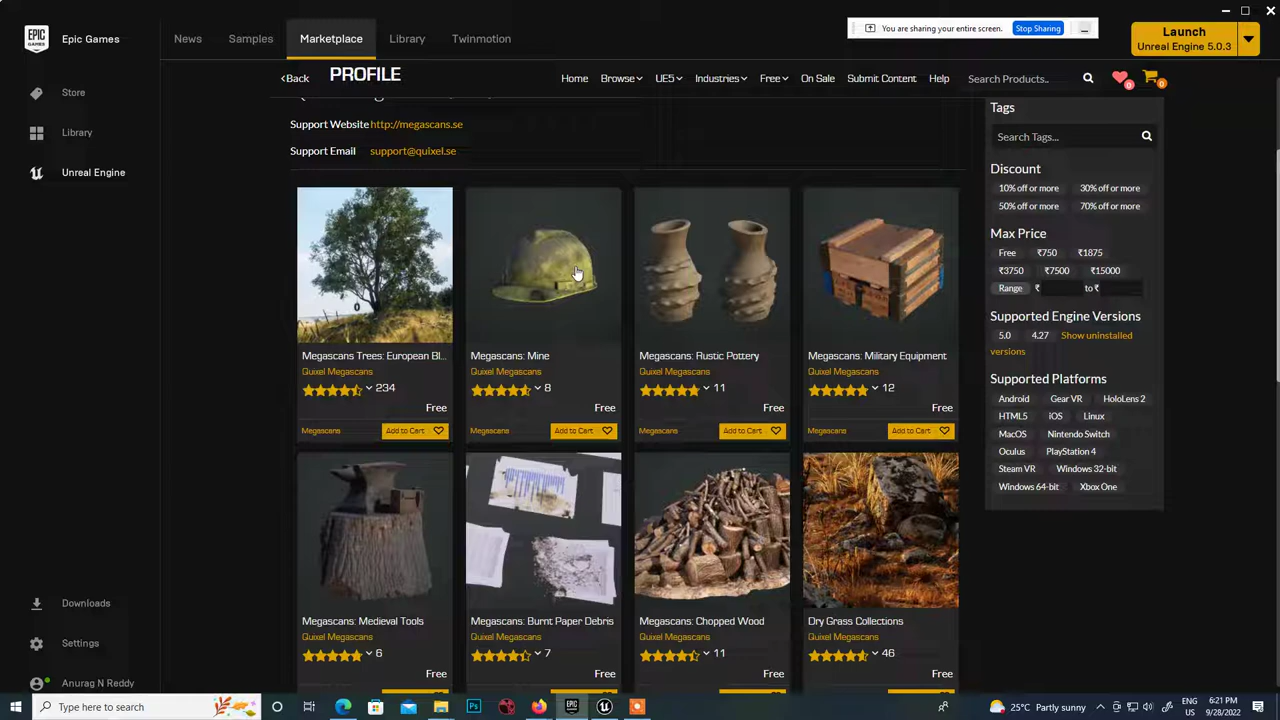 EPIC GAMES
Epic Games
Library
Twinmotion
You are sharing your entire screen.
Stop Sharing
Launch
Unreal Engine 5.0.3
Back
PROFILE
Home
Browse
UE5
Industries
Free
On Sale
Submit Content
Help
Search Products..
0
0
Store
Library
Unreal Engine
Support Website http://megascans.se
Support Email support@quixel.se
Tags
Search Tags...
Discount
10% off or more 30% off or more
50% off or more 70% off or more
Max Price
Free ₹750 ₹1875
₹3750 ₹7500 ₹15000
Range ₹ to ₹
Supported Engine Versions
5.0 4.27 Show uninstalled
versions
Supported Platforms
Android Gear VR HoloLens 2
HTML5 iOS Linux
MacOS Nintendo Switch
Oculus PlayStation 4
Steam VR Windows 32-bit
Windows 64-bit Xbox One
Megascans Trees: European Bl...
Quixel Megascans
234
Free
Megascans Add to Cart
Megascans: Mine
Quixel Megascans
8
Free
Megascans Add to Cart
Megascans: Rustic Pottery
Quixel Megascans
11
Free
Megascans Add to Cart
Megascans: Military Equipment
Quixel Megascans
12
Free
Megascans Add to Cart
Megascans: Medieval Tools
Quixel Megascans
6
Free
Megascans: Burnt Paper Debris
Quixel Megascans
7
Free
Megascans: Chopped Wood
Quixel Megascans
11
Free
Dry Grass Collections
Quixel Megascans
46
Free
Downloads
Settings
Anurag N Reddy
Type here to search
Ps
25°C Partly sunny
ENG
US
6:21 PM
9/28/2022